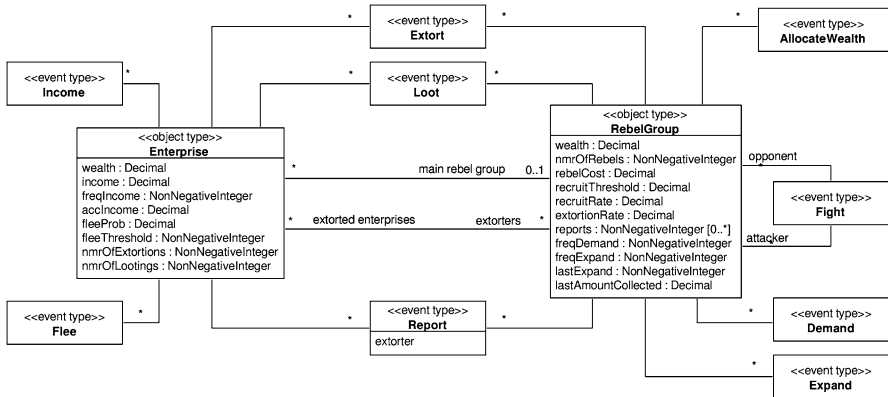 <<event type>>
Extort
<<event type>>
AllocateWealth
<<event type>>
Income
<<event type>>
Loot
*
*
*
*
*
*
<<object type>>
Enterprise
wealth : Decimal
income : Decimal
freqIncome : NonNegativeInteger
accIncome : Decimal
fleeProb : Decimal
fleeThreshold : NonNegativeInteger
nmrOfExtortions : NonNegativeInteger
nmrOfLootings : NonNegativeInteger
* main rebel group 0..1
* extorted enterprises extorters *
<<object type>>
RebelGroup
wealth : Decimal
nmrOfRebels : NonNegativeInteger
rebelCost : Decimal
recruitThreshold : Decimal
recruitRate : Decimal
extortionRate : Decimal
reports : NonNegativeInteger [0..*]
freqDemand : NonNegativeInteger
freqExpand : NonNegativeInteger
lastExpand : NonNegativeInteger
lastAmountCollected : Decimal
opponent
*
<<event type>>
Fight
attacker
*
<<event type>>
Flee
*
*
<<event type>>
Report
extorter
*
*
<<event type>>
Demand
*
<<event type>>
Expand